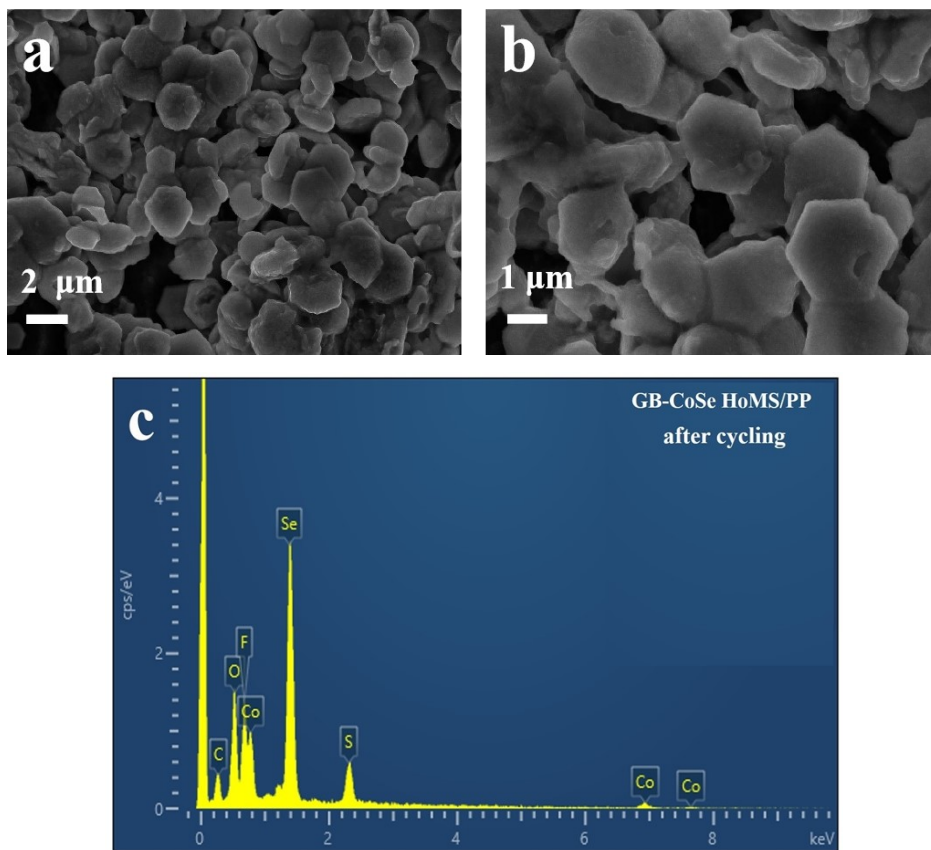 a
2 μm
b
1 μm
c
GB-CoSe HoMS/PP
after cycling
4
2
0
cps/eV
Se
F
O
Co
C
S
Co
Co
0
2
4
6
8
keV